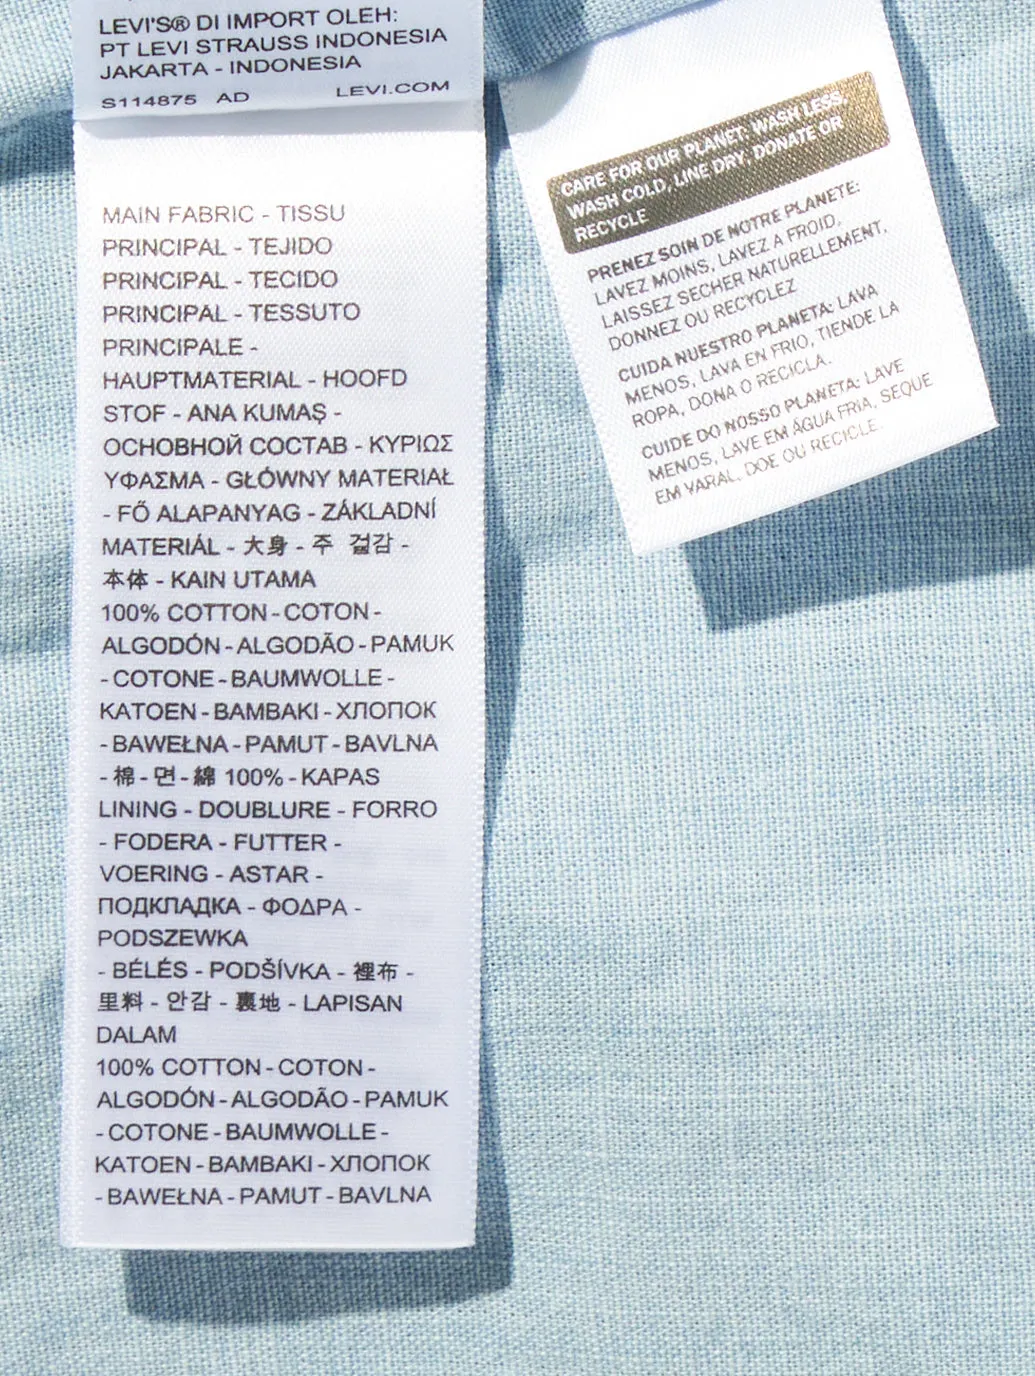 LEVI'S® DI IMPORT OLEH:
PT LEVI STRAUSS INDONESIA
JAKARTA - INDONESIA
S114875 AD LEVI.COM
MAIN FABRIC - TISSU
PRINCIPAL - TEJIDO
PRINCIPAL - TECIDO
PRINCIPAL - TESSUTO
PRINCIPALE -
HAUPTMATERIAL - HOOFD
STOF - ANA KUMAŞ -
ОСНОВНОЙ СОСТАВ - ΚΥΡΙΩΣ
ΥΦΑΣΜΑ - GŁÓWNY MATERIAŁ
- FŐ ALAPANYAG - ZÁKLADNÍ
MATERIÁL - 大身 - 주 겉감 -
本体 - KAIN UTAMA
100% COTTON - COTON -
ALGODÓN - ALGODÃO - PAMUK
- COTONE - BAUMWOLLE -
KATOEN - BAMBAKI - ХЛОПОК
- BAWEŁNA - PAMUT - BAVLNA
- 棉 - 면 - 綿 100% - KAPAS
LINING - DOUBLURE - FORRO
- FODERA - FUTTER -
VOERING - ASTAR -
ПОДКЛАДКА - ΦΟΔΡΑ -
PODSZEWKA
- BÉLÉS - PODŠÍVKA - 裡布 -
里料 - 안감 - 裏地 - LAPISAN
DALAM
100% COTTON - COTON -
ALGODÓN - ALGODÃO - PAMUK
- COTONE - BAUMWOLLE -
KATOEN - BAMBAKI - ХЛОПОК
- BAWEŁNA - PAMUT - BAVLNA
CARE FOR OUR PLANET: WASH LESS,
WASH COLD, LINE DRY, DONATE OR
RECYCLE
PRENEZ SOIN DE NOTRE PLANETE:
LAVEZ MOINS, LAVEZ A FROID,
LAISSEZ SECHER NATURELLEMENT,
DONNEZ OU RECYCLEZ
CUIDA NUESTRO PLANETA: LAVA
MENOS, LAVA EN FRIO, TIENDE LA
ROPA, DONA O RECICLA.
CUIDE DO NOSSO PLANETA: LAVE
MENOS, LAVE EM ÁGUA FRIA, SEQUE
EM VARAL, DOE OU RECICLE.